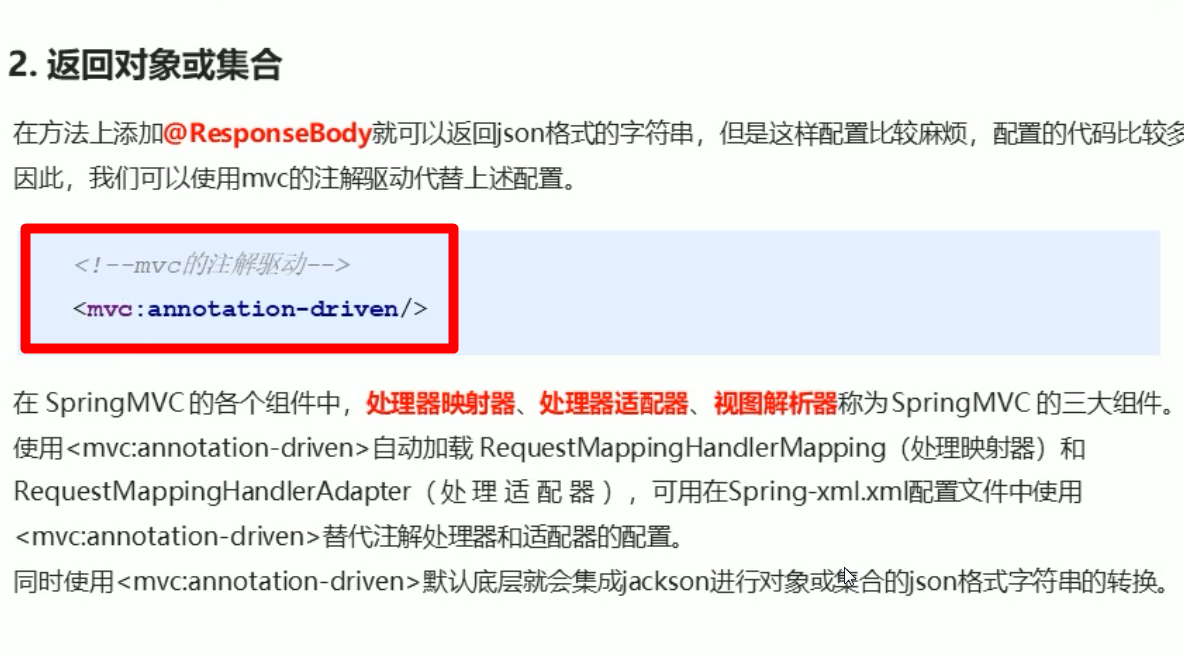 2. 返回对象或集合
在方法上添加@ResponseBody就可以返回json格式的字符串，但是这样配置比较麻烦，配置的代码比较多
因此，我们可以使用mvc的注解驱动代替上述配置。
<!--mvc的注解驱动-->
<mvc:annotation-driven/>
在 SpringMVC 的各个组件中，处理器映射器、处理器适配器、视图解析器称为SpringMVC 的三大组件。
使用<mvc:annotation-driven>自动加载 RequestMappingHandlerMapping（处理映射器）和
RequestMappingHandlerAdapter（ 处 理 适 配 器 ），可用在Spring-xml.xml配置文件中使用
<mvc:annotation-driven>替代注解处理器和适配器的配置。
同时使用<mvc:annotation-driven>默认底层就会集成jackson进行对象或集合的json格式字符串的转换。